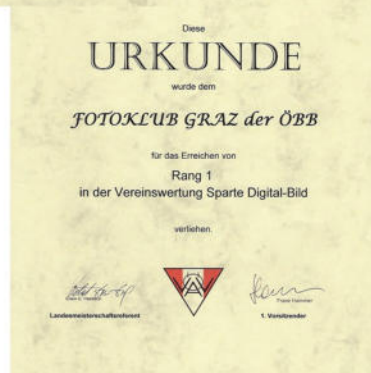 Diese
URKUNDE
wurde dem
FOTOKLUB GRAZ der ÖBB
für das Erreichen von
Rang 1
in der Vereinswertung Sparte Digital-Bild
verliehen.
Landesmeisterschaftsreferent
1. Vorsitzender